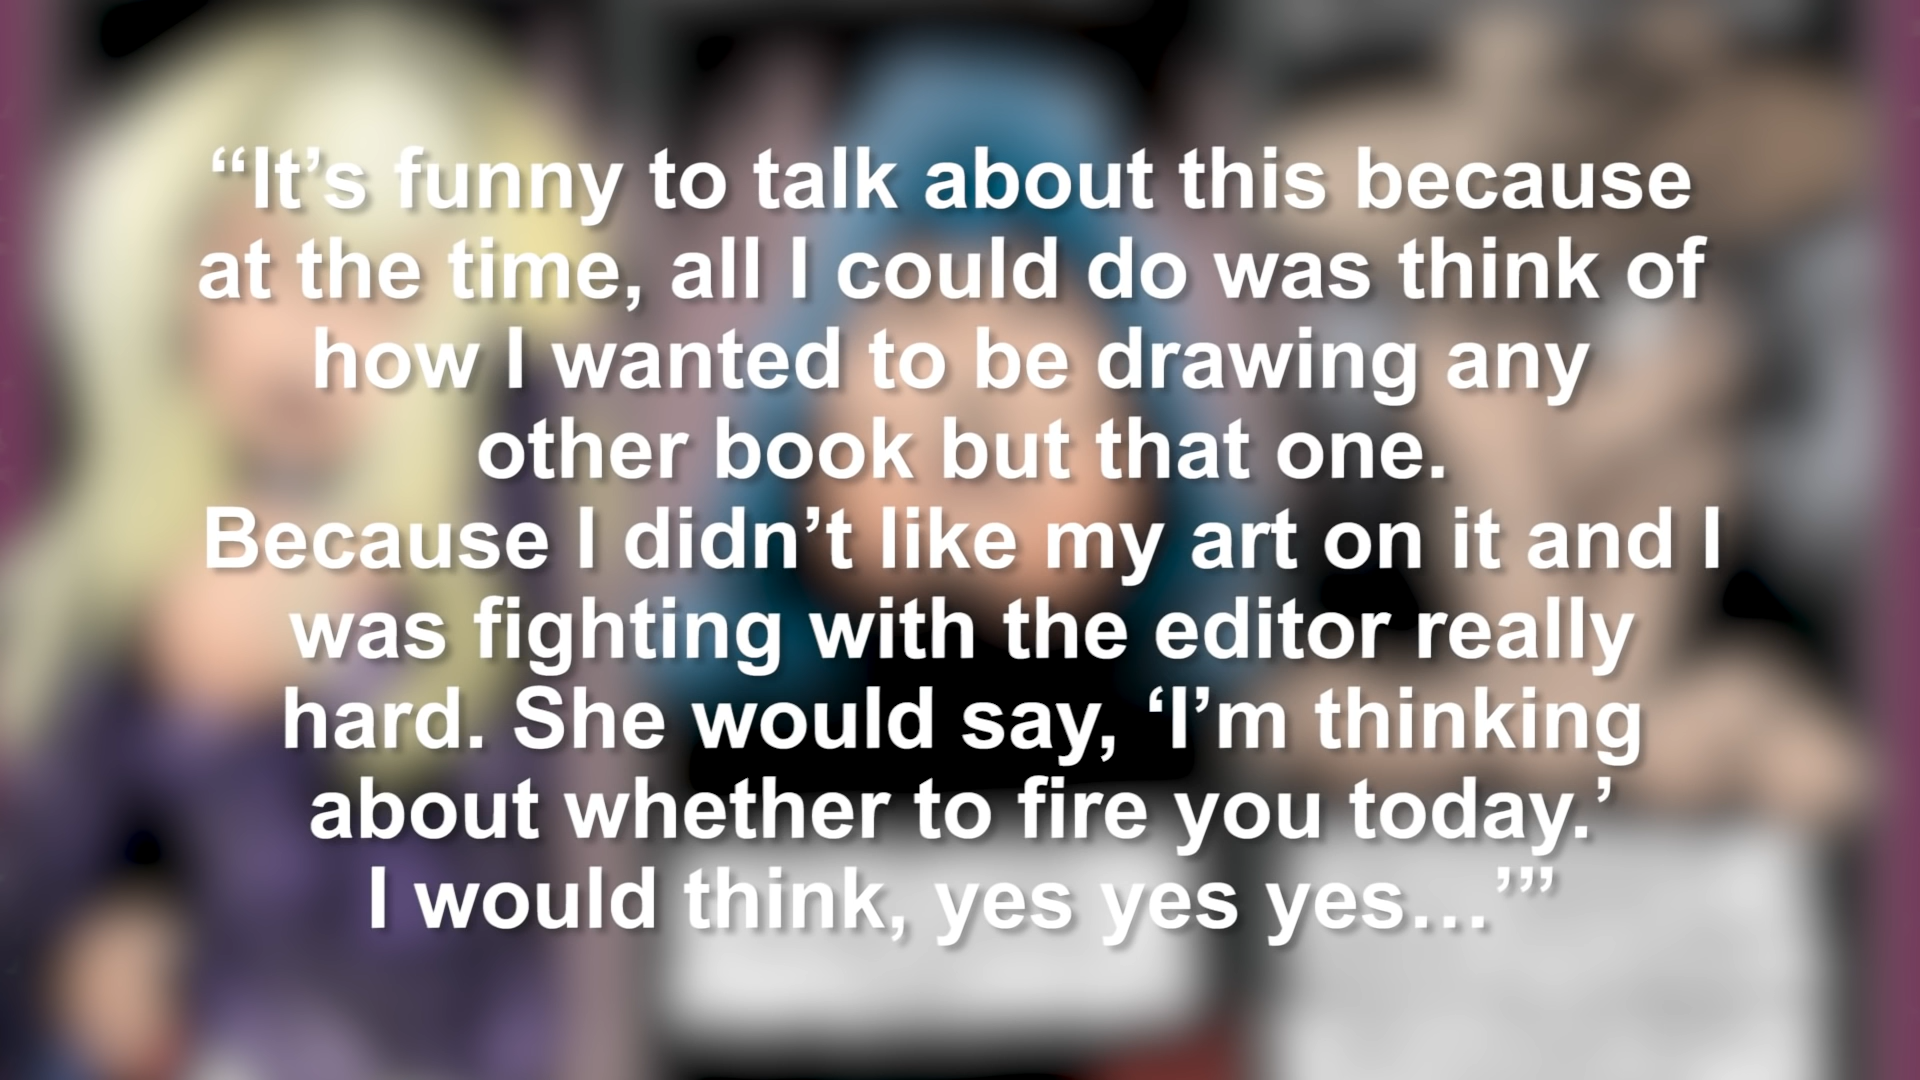 “It’s funny to talk about this because
at the time, all I could do was think of
how I wanted to be drawing any
other book but that one.
Because I didn’t like my art on it and I
was fighting with the editor really
hard. She would say, ‘I’m thinking
about whether to fire you today.’
I would think, yes yes yes…’”